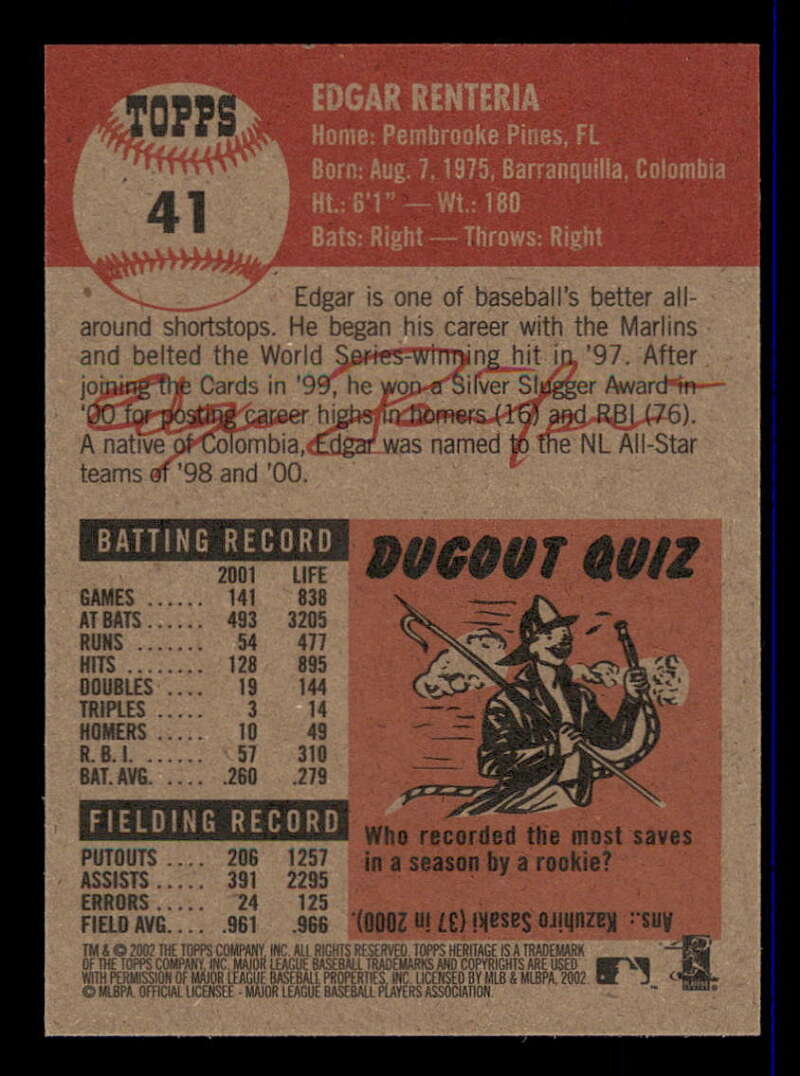 TOPPS
41
EDGAR RENTERIA
Home: Pembrooke Pines, FL
Born: Aug. 7, 1975, Barranquilla, Colombia
Ht.: 6'1" — Wt.: 180
Bats: Right — Throws: Right
Edgar is one of baseball's better all-
around shortstops. He began his career with the Marlins
and belted the World Series-winning hit in '97. After
joining the Cards in '99, he won a Silver Slugger Award in
'00 for posting career highs in homers (16) and RBI (76).
A native of Colombia, Edgar was named to the NL All-Star
teams of '98 and '00.
BATTING RECORD
2001 LIFE
GAMES ...... 141 838
AT BATS ...... 493 3205
RUNS ....... 54 477
HITS ........ 128 895
DOUBLES .... 19 144
TRIPLES ..... 3 14
HOMERS ..... 10 49
R.B.I. ...... 57 310
BAT. AVG. .... .260 .279
FIELDING RECORD
PUTOUTS .... 206 1257
ASSISTS ..... 391 2295
ERRORS ..... 24 125
FIELD AVG. ... .961 .966
DUGOUT QUIZ
Who recorded the most saves
in a season by a rookie?
Ans.: Kazuhiro Sasaki (37 in 2000).
TM & © 2002 THE TOPPS COMPANY, INC. ALL RIGHTS RESERVED. TOPPS HERITAGE IS A TRADEMARK
OF THE TOPPS COMPANY, INC. MAJOR LEAGUE BASEBALL TRADEMARKS AND COPYRIGHTS ARE USED
WITH PERMISSION OF MAJOR LEAGUE BASEBALL PROPERTIES, INC. LICENSED BY MLB & MLBPA, 2002.
© MLBPA. OFFICIAL LICENSEE - MAJOR LEAGUE BASEBALL PLAYERS ASSOCIATION.